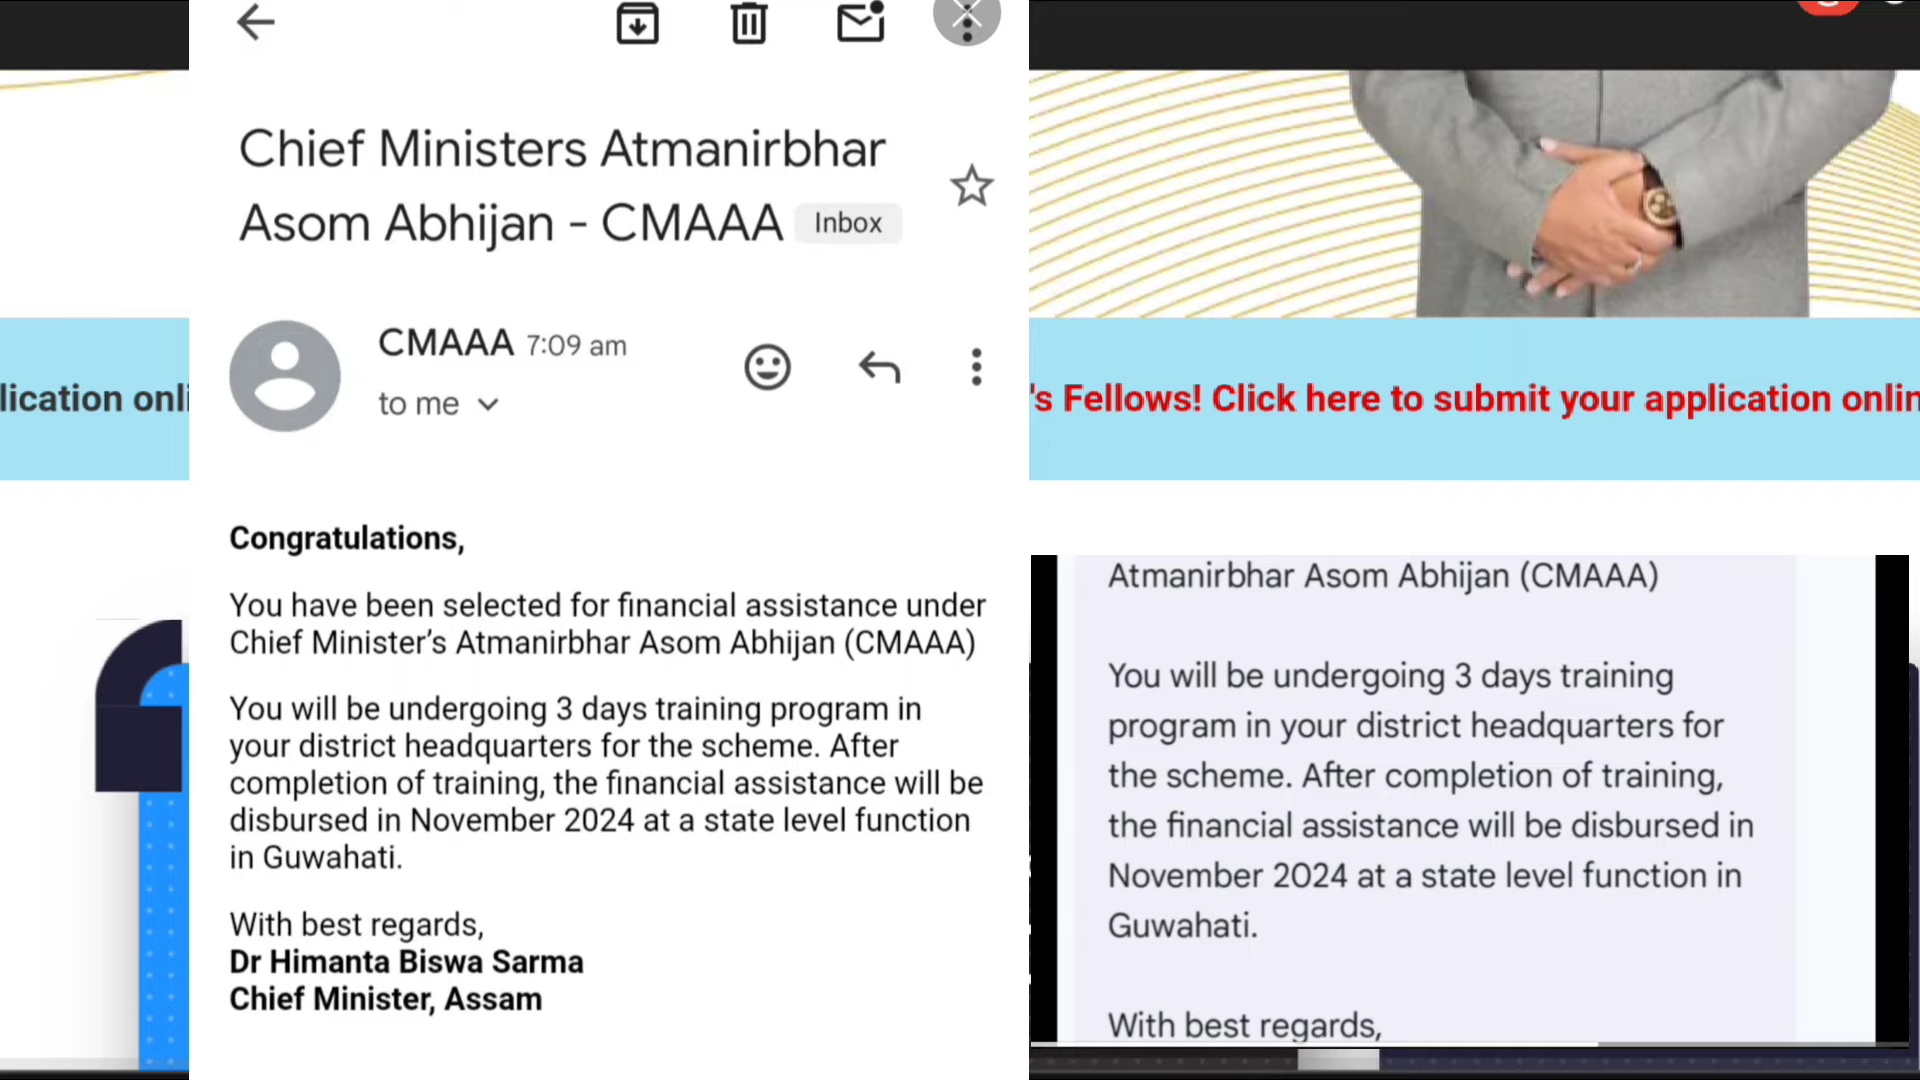 Chief Ministers Atmanirbhar
Asom Abhijan - CMAAA Inbox
CMAAA 7:09 am
to me
Congratulations,
You have been selected for financial assistance under
Chief Minister’s Atmanirbhar Asom Abhijan (CMAAA)
You will be undergoing 3 days training program in
your district headquarters for the scheme. After
completion of training, the financial assistance will be
disbursed in November 2024 at a state level function
in Guwahati.
With best regards,
Dr Himanta Biswa Sarma
Chief Minister, Assam
lication onli
's Fellows! Click here to submit your application onlin
Atmanirbhar Asom Abhijan (CMAAA)
You will be undergoing 3 days training
program in your district headquarters for
the scheme. After completion of training,
the financial assistance will be disbursed in
November 2024 at a state level function in
Guwahati.
With best regards,